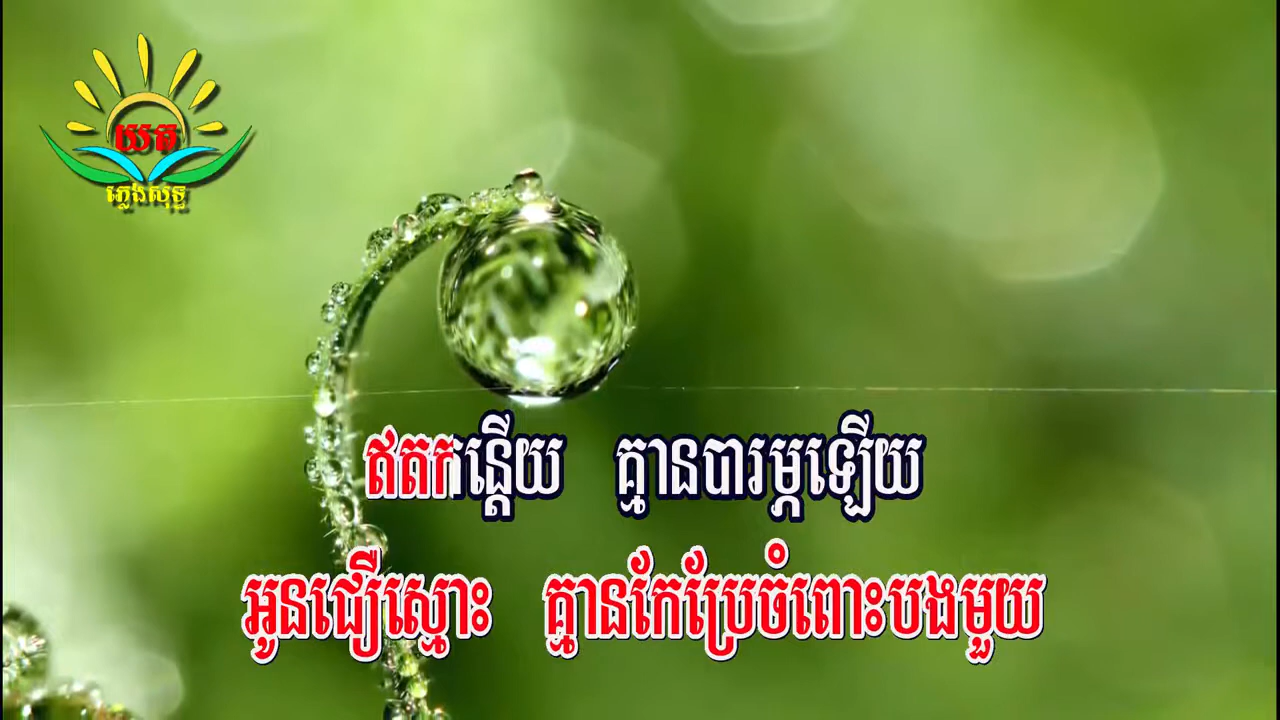 យត
ភ្លេងសុទ្ធ
ឥតកន្តើយ គ្មានបារម្ភឡើយ
អូនជឿស្មោះ គ្មានកែប្រែចំពោះបងមួយ